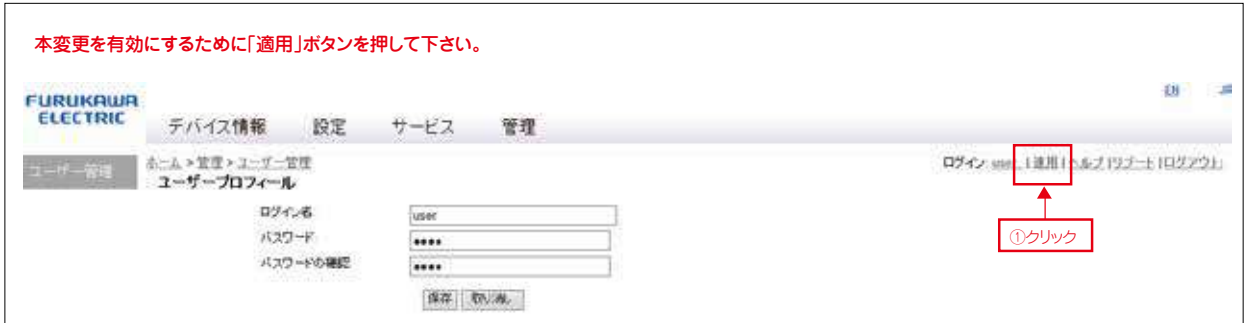 本変更を有効にするために「適用」ボタンを押して下さい。
EN JP
FURUKAWA
ELECTRIC
デバイス情報 設定 サービス 管理
ユーザー管理
ホーム > 管理 > ユーザー管理
ログイン: user | 適用 | ヘルプ | リブート | ログアウト
ユーザープロフィール
①クリック
ログイン名 user
パスワード ●●●●
パスワードの確認 ●●●●
保存 取り消し